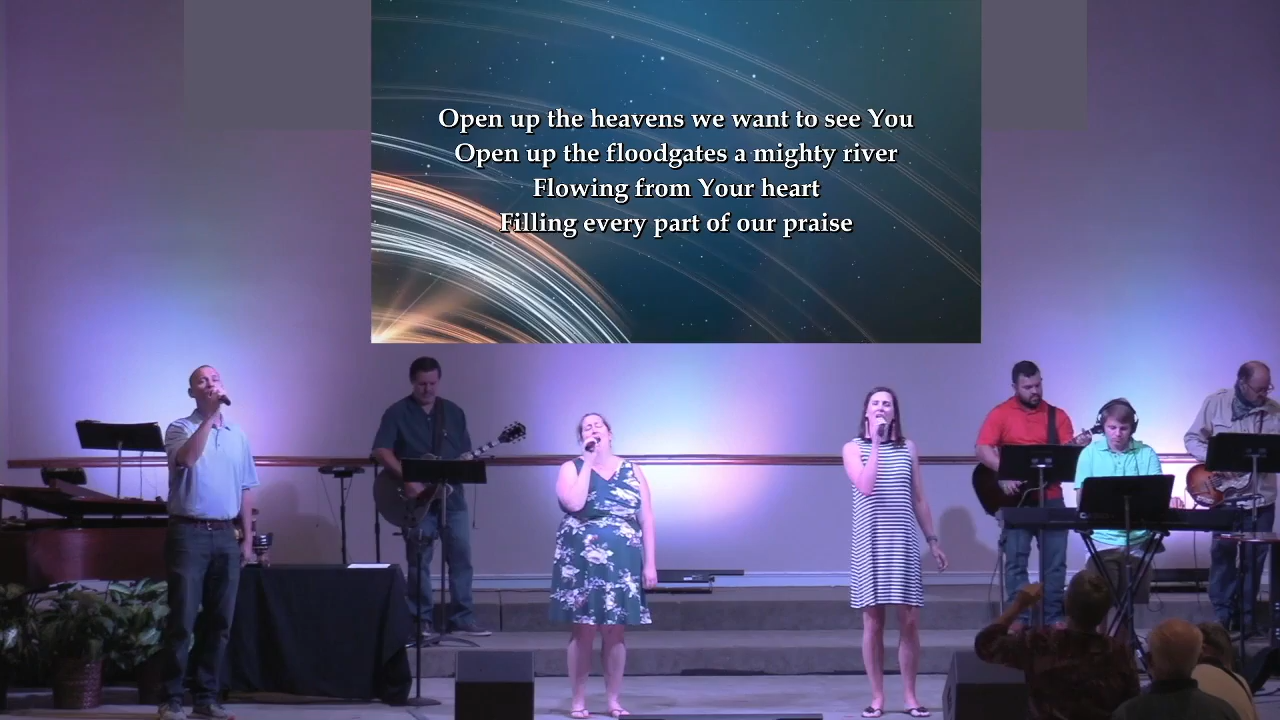 Open up the heavens we want to see You
Open up the floodgates a mighty river
Flowing from Your heart
Filling every part of our praise